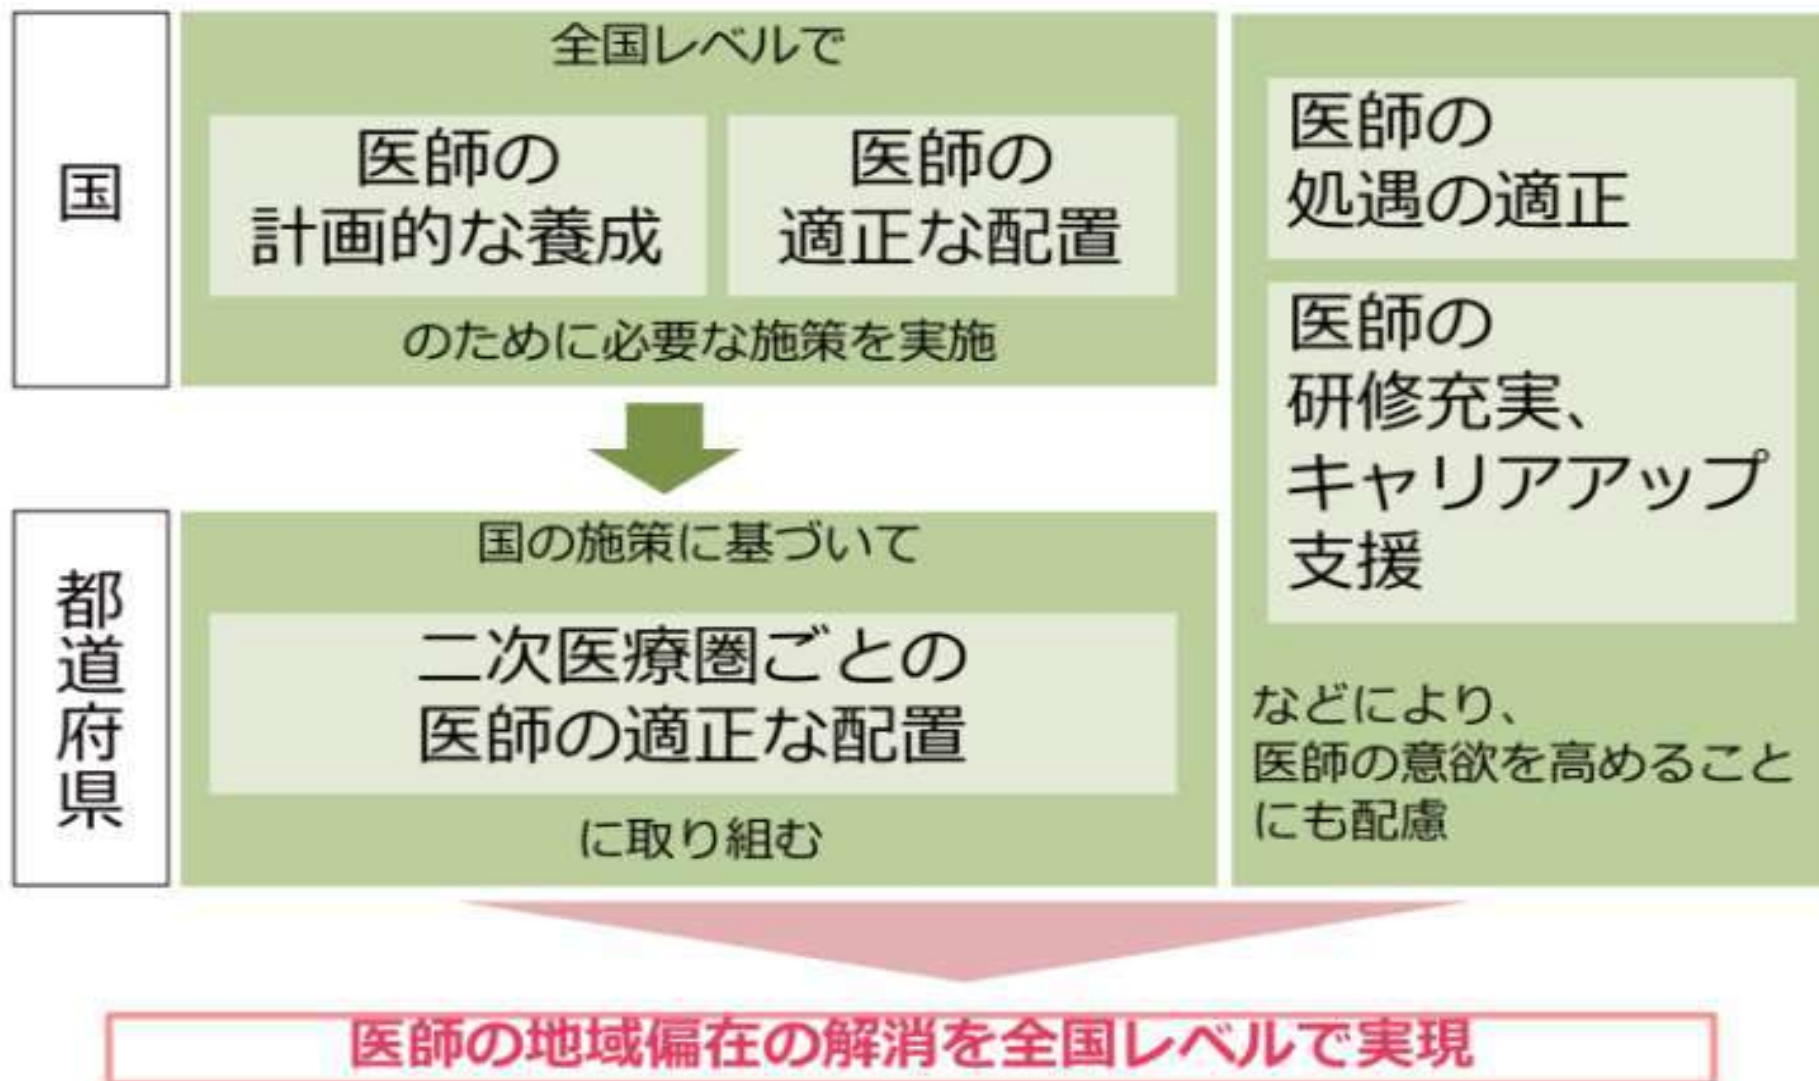 国
全国レベルで
医師の
計画的な養成
医師の
適正な配置
のために必要な施策を実施
都道府県
国の施策に基づいて
二次医療圏ごとの
医師の適正な配置
に取り組む
医師の
処遇の適正
医師の
研修充実、
キャリアアップ
支援
などにより、
医師の意欲を高めること
にも配慮
医師の地域偏在の解消を全国レベルで実現